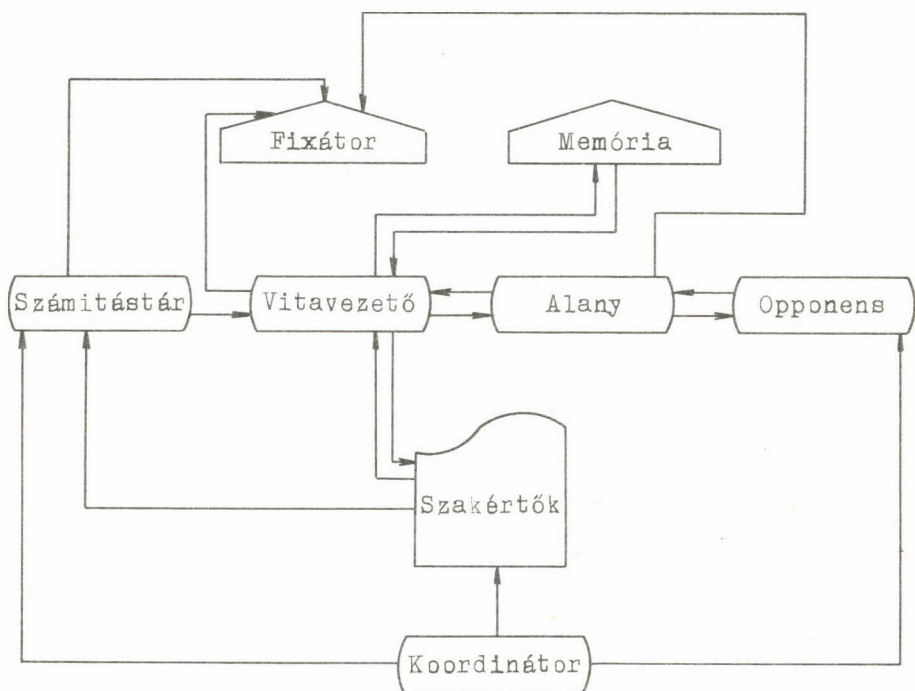 Fixátor
Memória
Számitástár
Vitavezető
Alany
Opponens
Szakértők
Koordinátor